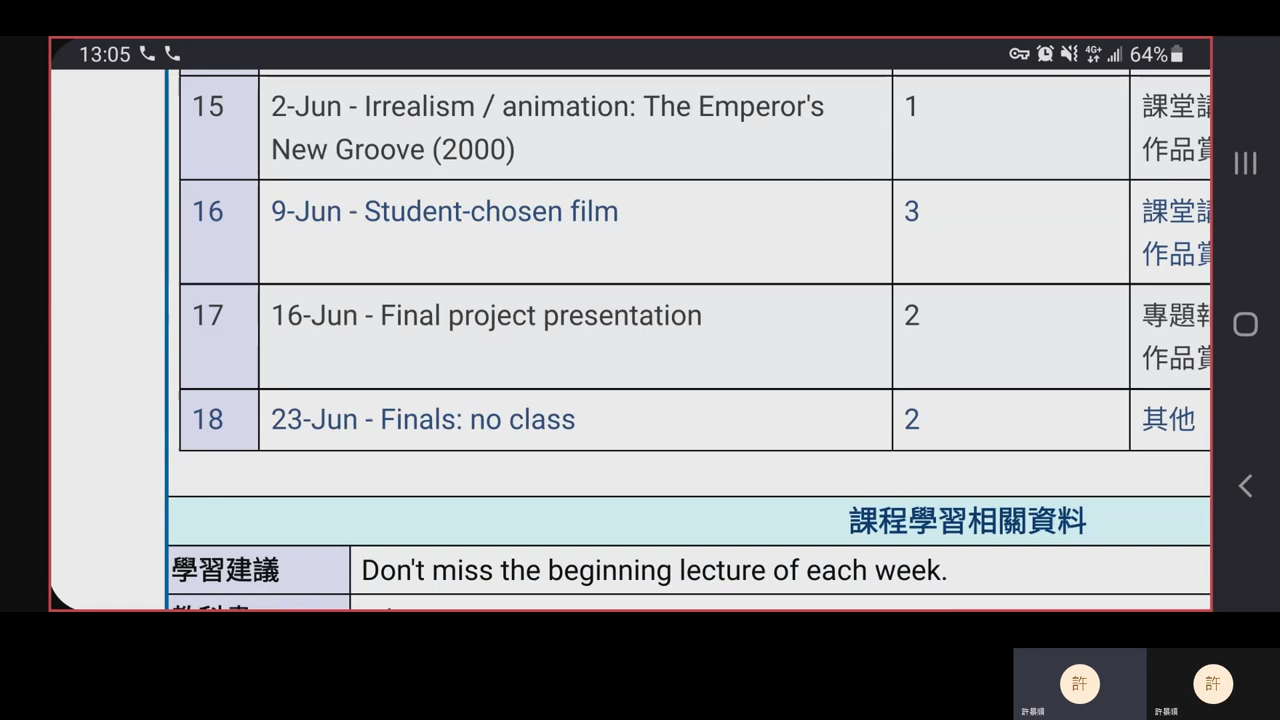 13:05
4G+
64%
15
2-Jun - Irrealism / animation: The Emperor's
New Groove (2000)
1
課堂
作品
16
9-Jun - Student-chosen film
3
課堂
作品
17
16-Jun - Final project presentation
2
專題
作品
18
23-Jun - Finals: no class
2
其他
課程學習相關資料
學習建議
Don't miss the beginning lecture of each week.
許
許